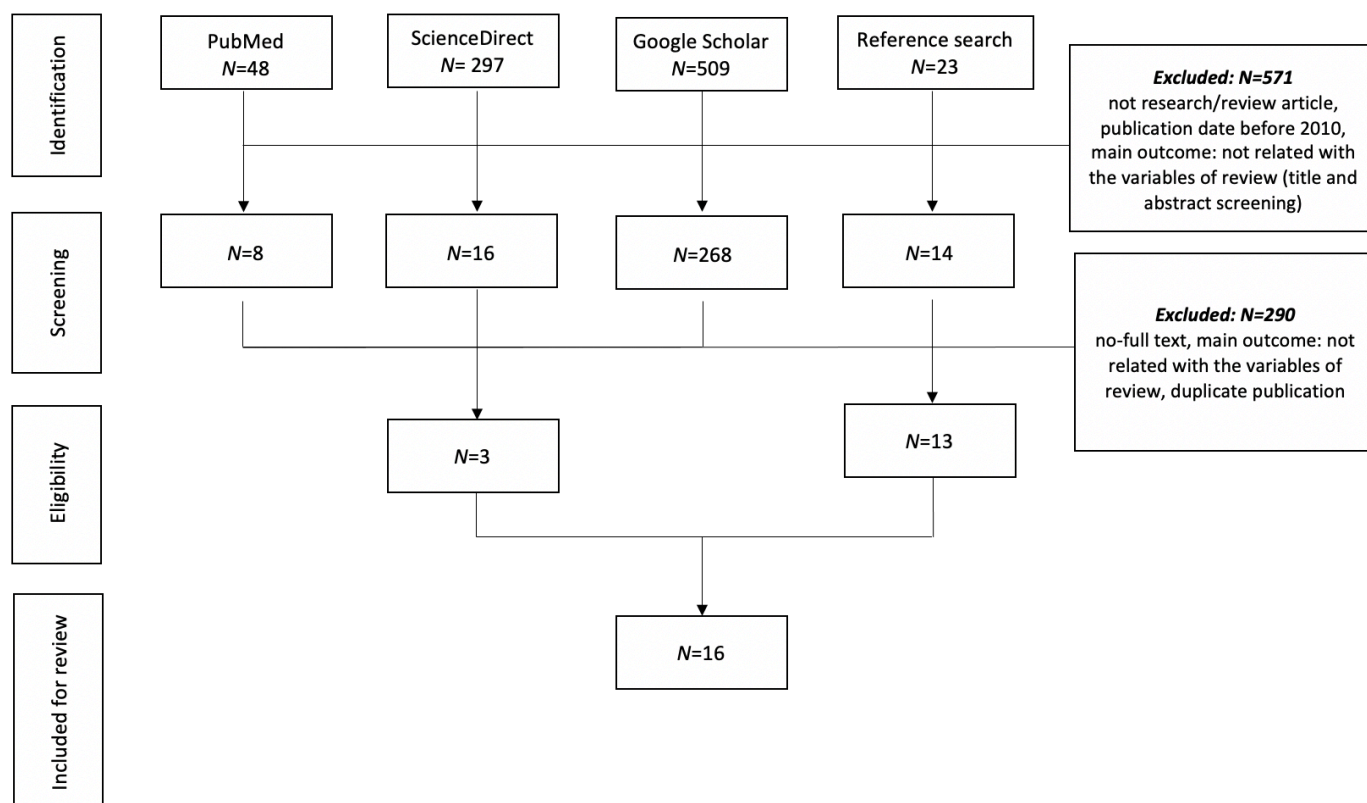 Identification
PubMed
N=48
ScienceDirect
N= 297
Google Scholar
N=509
Reference search
N=23
Excluded: N=571
not research/review article,
publication date before 2010,
main outcome: not related with
the variables of review (title and
abstract screening)
Screening
N=8
N=16
N=268
N=14
Excluded: N=290
no-full text, main outcome: not
related with the variables of
review, duplicate publication
Eligibility
N=3
N=13
Included for review
N=16